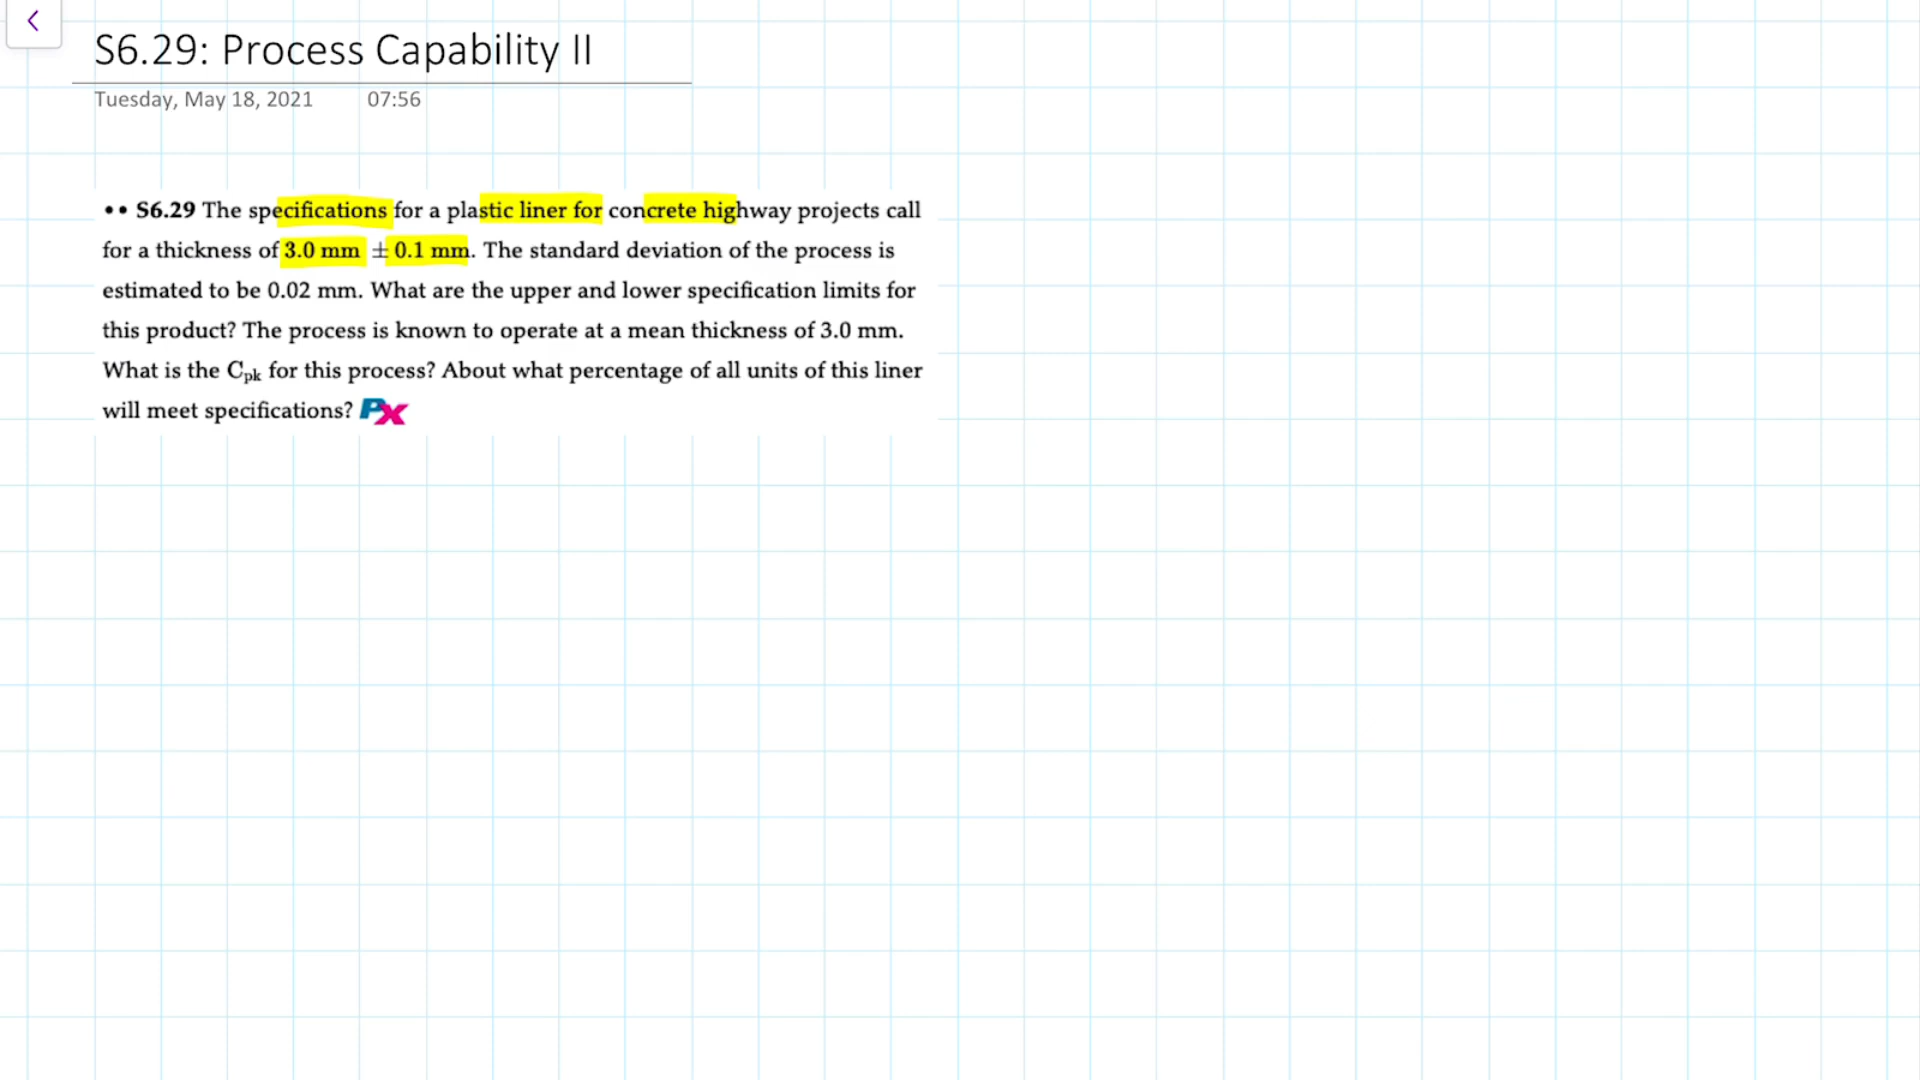 S6.29: Process Capability II
Tuesday, May 18, 2021 07:56
•• S6.29 The specifications for a plastic liner for concrete highway projects call
for a thickness of 3.0 mm ± 0.1 mm. The standard deviation of the process is
estimated to be 0.02 mm. What are the upper and lower specification limits for
this product? The process is known to operate at a mean thickness of 3.0 mm.
What is the Cpk for this process? About what percentage of all units of this liner
will meet specifications? PX